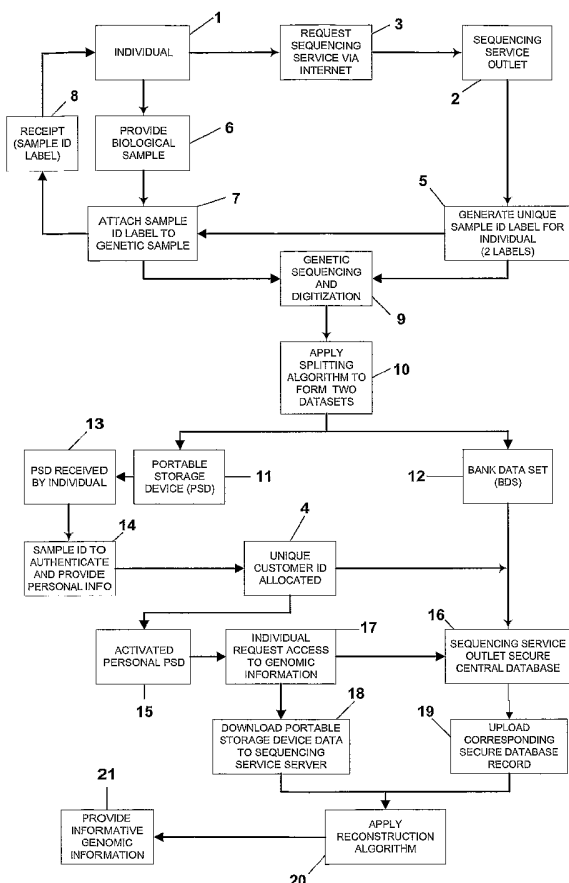 1
INDIVIDUAL
3
REQUEST
SEQUENCING
SERVICE VIA
INTERNET
SEQUENCING
SERVICE
OUTLET
2
8
RECEIPT
(SAMPLE ID
LABEL)
PROVIDE
BIOLOGICAL
SAMPLE
6
7
ATTACH SAMPLE
ID LABEL TO
GENETIC SAMPLE
5
GENERATE UNIQUE
SAMPLE ID LABEL FOR
INDIVIDUAL
(2 LABELS)
GENETIC
SEQUENCING
AND
DIGITIZATION
9
APPLY
SPLITTING
ALGORITHM TO
FORM TWO
DATASETS
10
13
PSD RECEIVED
BY INDIVIDUAL
PORTABLE
STORAGE
DEVICE (PSD)
11
12
BANK DATA SET
(BDS)
14
SAMPLE ID TO
AUTHENTICATE
AND PROVIDE
PERSONAL INFO
4
UNIQUE
CUSTOMER ID
ALLOCATED
ACTIVATED
PERSONAL PSD
15
17
INDIVIDUAL
REQUEST ACCESS
TO GENOMIC
INFORMATION
16
SEQUENCING SERVICE
OUTLET SECURE
CENTRAL DATABASE
18
DOWNLOAD PORTABLE
STORAGE DEVICE DATA
TO SEQUENCING
SERVICE SERVER
19
UPLOAD
CORRESPONDING
SECURE DATABASE
RECORD
21
PROVIDE
INFORMATIVE
GENOMIC
INFORMATION
APPLY
RECONSTRUCTION
ALGORITHM
20